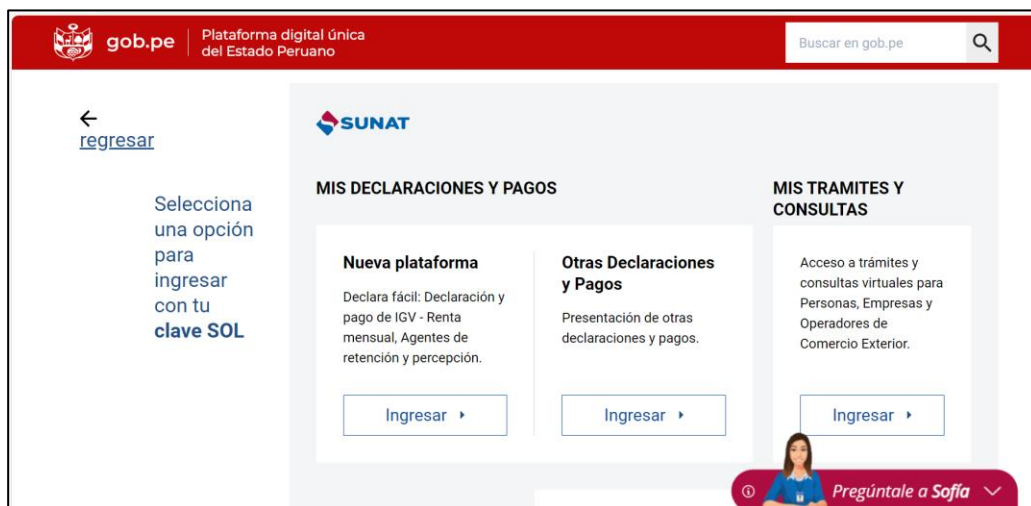 gob.pe
Plataforma digital única
del Estado Peruano
Buscar en gob.pe
regresar
Selecciona
una opción
para
ingresar
con tu
clave SOL
SUNAT
MIS DECLARACIONES Y PAGOS
Nueva plataforma
Declara fácil: Declaración y
pago de IGV - Renta
mensual, Agentes de
retención y percepción.
Ingresar
Otras Declaraciones
y Pagos
Presentación de otras
declaraciones y pagos.
Ingresar
MIS TRAMITES Y
CONSULTAS
Acceso a trámites y
consultas virtuales para
Personas, Empresas y
Operadores de
Comercio Exterior.
Ingresar
Pregúntale a Sofía